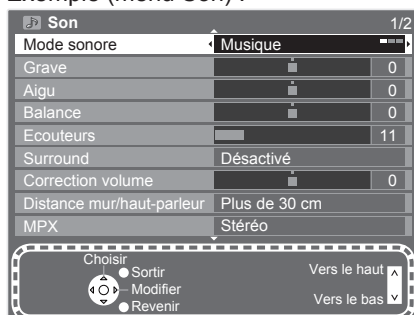 Exemple (menu Son) :
Son 1/2
Mode sonore Musique
Grave 0
Aigu 0
Balance 0
Ecouteurs 11
Surround Désactivé
Correction volume 0
Distance mur/haut-parleur Plus de 30 cm
MPX Stéréo
Choisir
Sortir
Modifier
Revenir
Vers le haut
Vers le bas